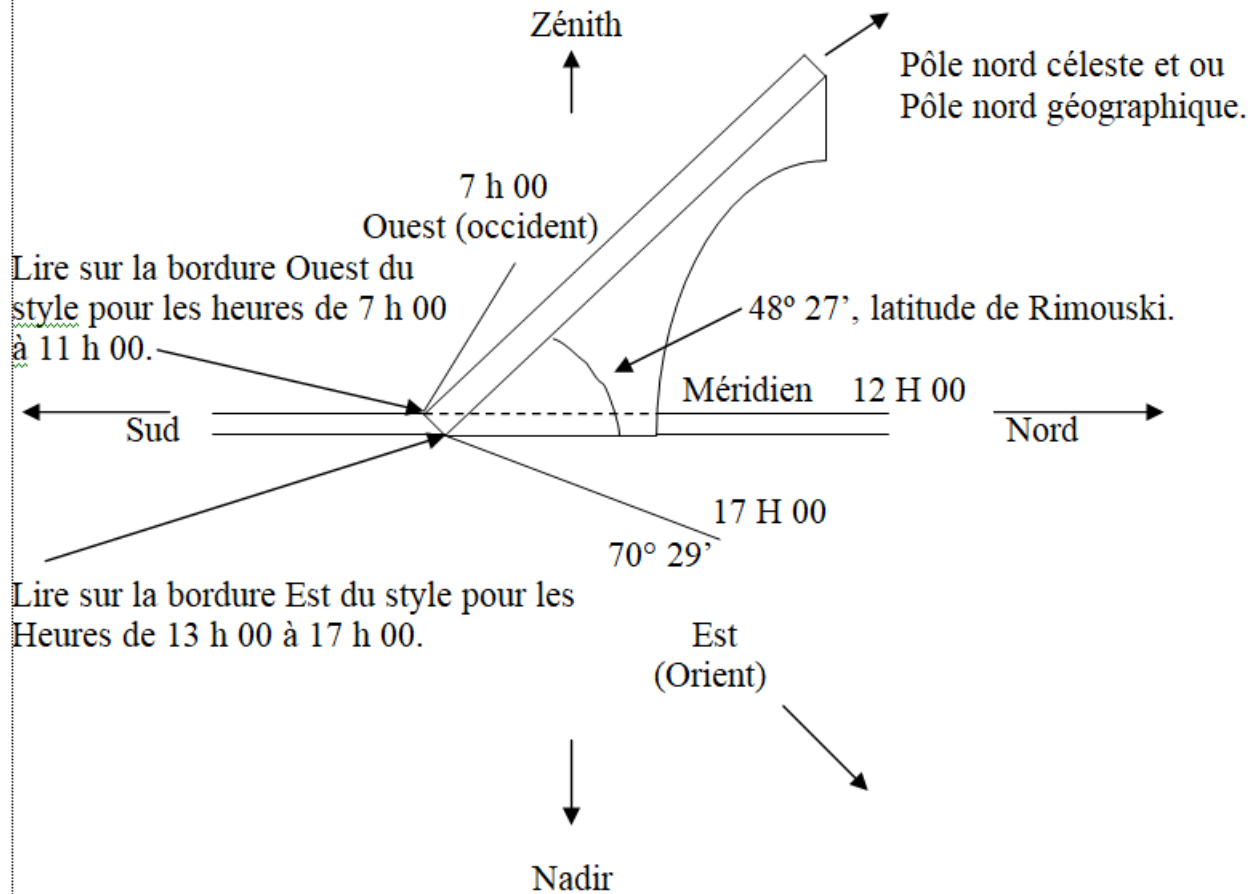 Zénith
Pôle nord céleste et ou
Pôle nord géographique.
7 h 00
Ouest (occident)
Lire sur la bordure Ouest du
style pour les heures de 7 h 00
à 11 h 00.
48º 27’, latitude de Rimouski.
Méridien 12 H 00
Sud
Nord
17 H 00
70° 29’
Lire sur la bordure Est du style pour les
Heures de 13 h 00 à 17 h 00.
Est
(Orient)
Nadir